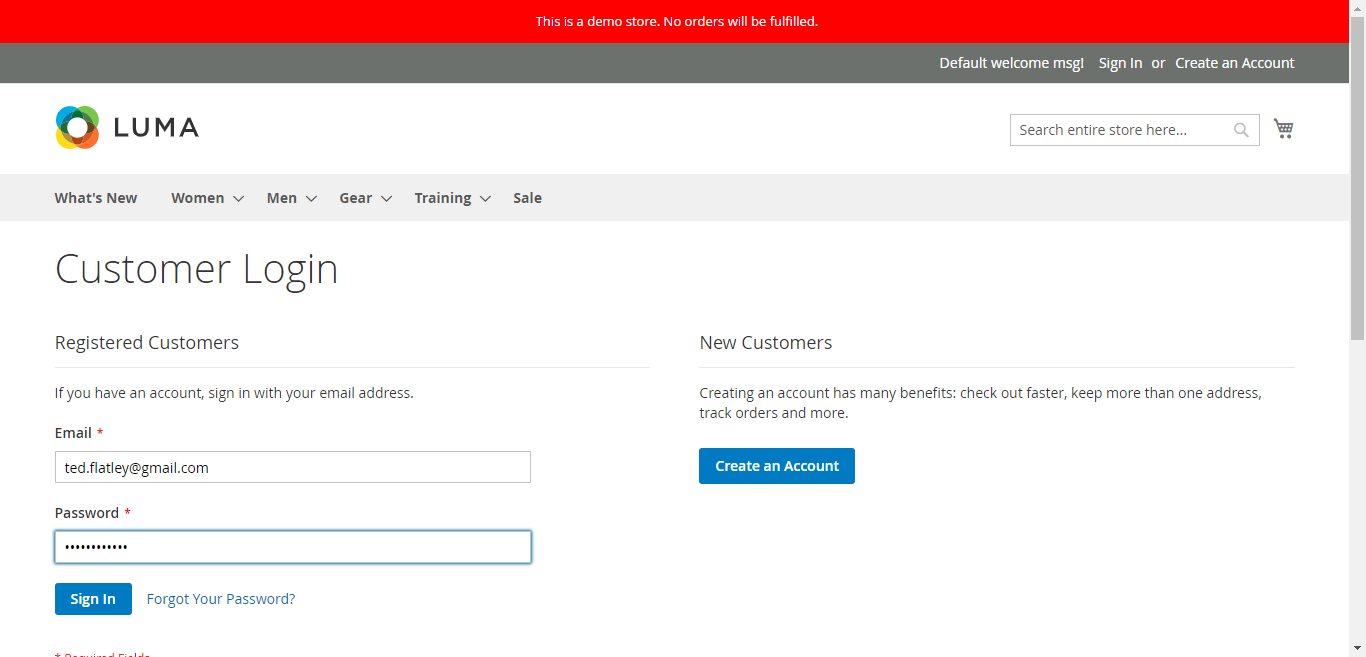 This is a demo store. No orders will be fulfilled.
Default welcome msg! Sign In or Create an Account
LUMA
Search entire store here...
What's New Women Men Gear Training Sale
Customer Login
Registered Customers
If you have an account, sign in with your email address.
Email *
ted.flatley@gmail.com
Password *
••••••••••••
Sign In Forgot Your Password?
* Required Fields
New Customers
Creating an account has many benefits: check out faster, keep more than one address,
track orders and more.
Create an Account